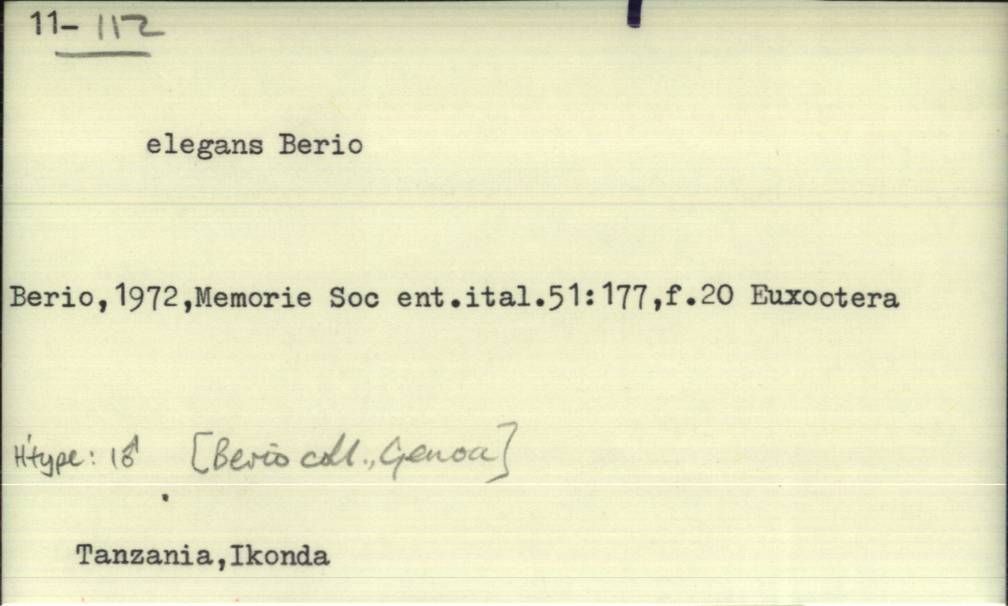 11-112
elegans Berio
Berio,1972,Memorie Soc ent.ital.51:177,f.20 Euxootera
H'type: 1♂ [Berio coll., Genoa]
Tanzania,Ikonda